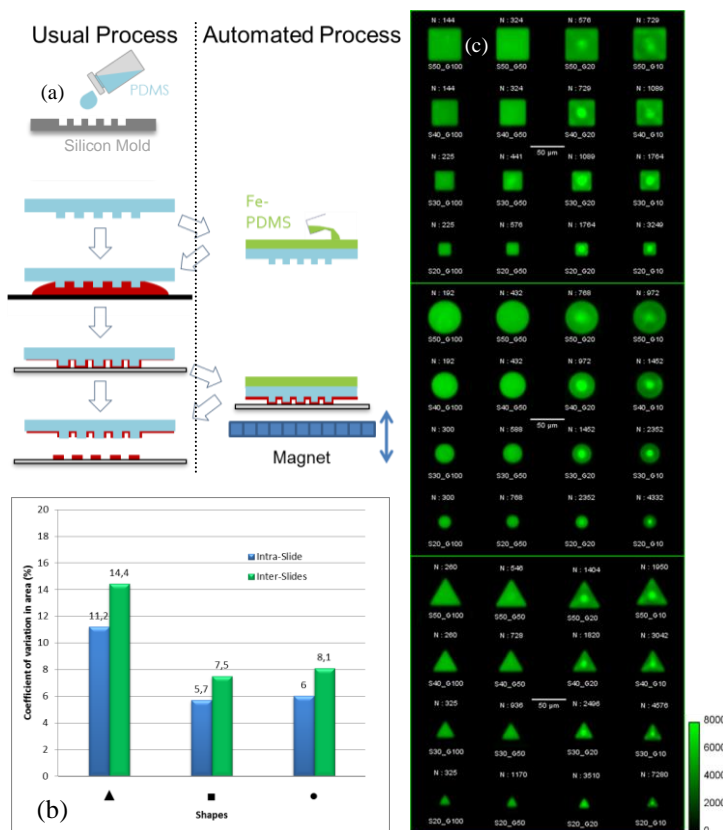 Usual Process
Automated Process
(a)
PDMS
Silicon Mold
Fe-
PDMS
Magnet
(b)
20
18
16
14
12
10
8
6
4
2
0
Coefficient of variation in area (%)
Intra-Slide
Inter-Slides
11,2
14,4
5,7
7,5
6
8,1
▲ ■ ●
Shapes
(c)
N : 144 N : 324 N : 576 N : 729
S50_G100 S50_G50 S50_G20 S50_G10
N : 144 N : 324 N : 729 N : 1089
S40_G100 S40_G50 S40_G20 S40_G10
50 µm
N : 225 N : 441 N : 1089 N : 1764
S30_G100 S30_G50 S30_G20 S30_G10
N : 225 N : 576 N : 1764 N : 3249
S20_G100 S20_G50 S20_G20 S20_G10
N : 192 N : 432 N : 768 N : 972
S50_G100 S50_G50 S50_G20 S50_G10
N : 192 N : 432 N : 972 N : 1452
S40_G100 S40_G50 S40_G20 S40_G10
50 µm
N : 300 N : 588 N : 1452 N : 2352
S30_G100 S30_G50 S30_G20 S30_G10
N : 300 N : 768 N : 2352 N : 4332
S20_G100 S20_G50 S20_G20 S20_G10
N : 260 N : 546 N : 1404 N : 1950
S50_G100 S50_G50 S50_G20 S50_G10
N : 260 N : 728 N : 1820 N : 3042
S40_G100 S40_G50 S40_G20 S40_G10
50 µm
N : 325 N : 936 N : 2496 N : 4576
S30_G100 S30_G50 S30_G20 S30_G10
N : 325 N : 1170 N : 3510 N : 7280
S20_G100 S20_G50 S20_G20 S20_G10
8000
6000
4000
2000
0